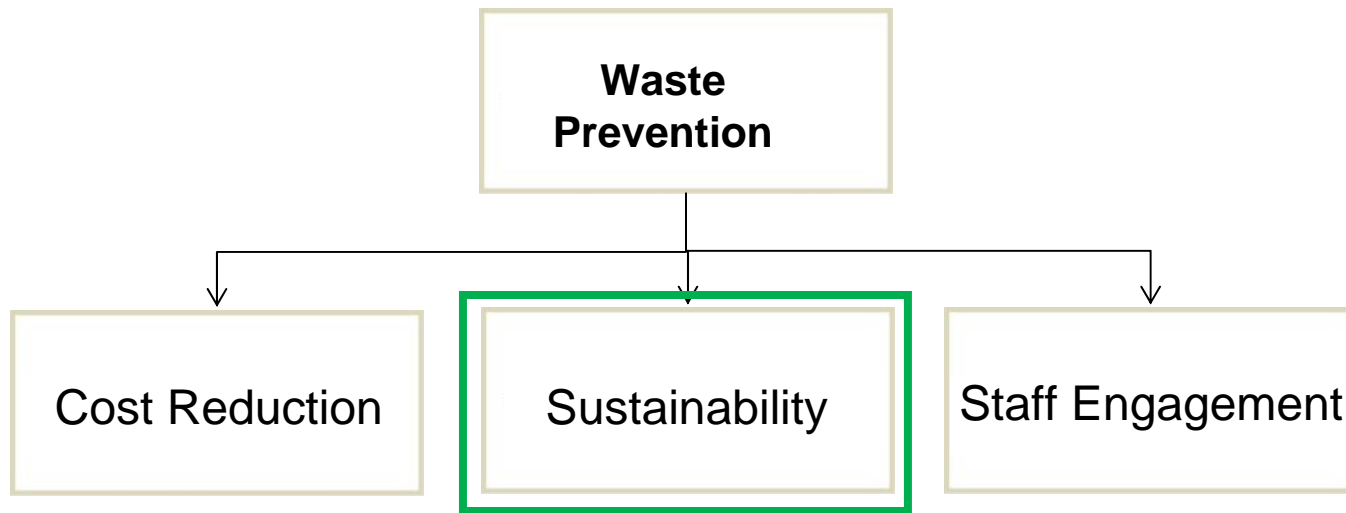 Waste
Prevention
Cost Reduction
Sustainability
Staff Engagement